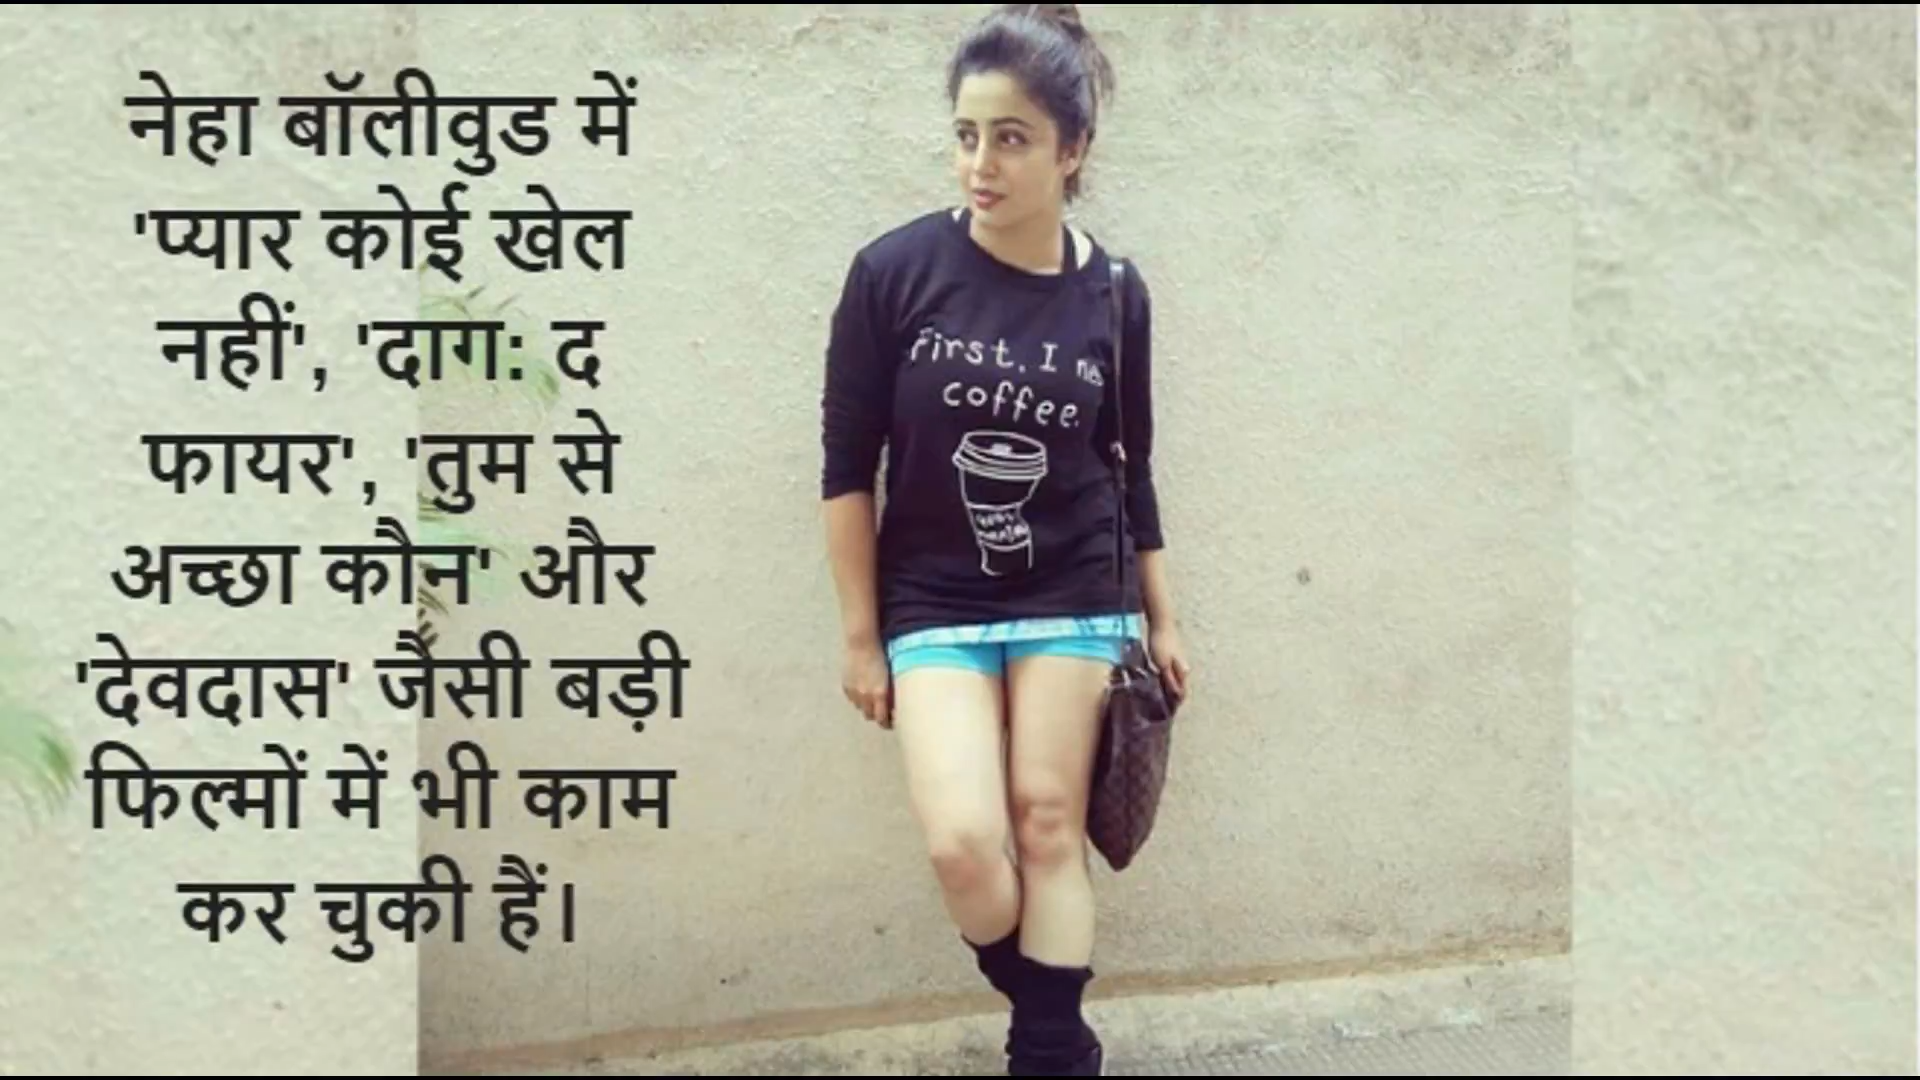 नेहा बॉलीवुड में
'प्यार कोई खेल
नहीं', 'दाग: द
फायर', 'तुम से
अच्छा कौन' और
'देवदास' जैसी बड़ी
फिल्मों में भी काम
कर चुकी हैं।
first. I
coffee.